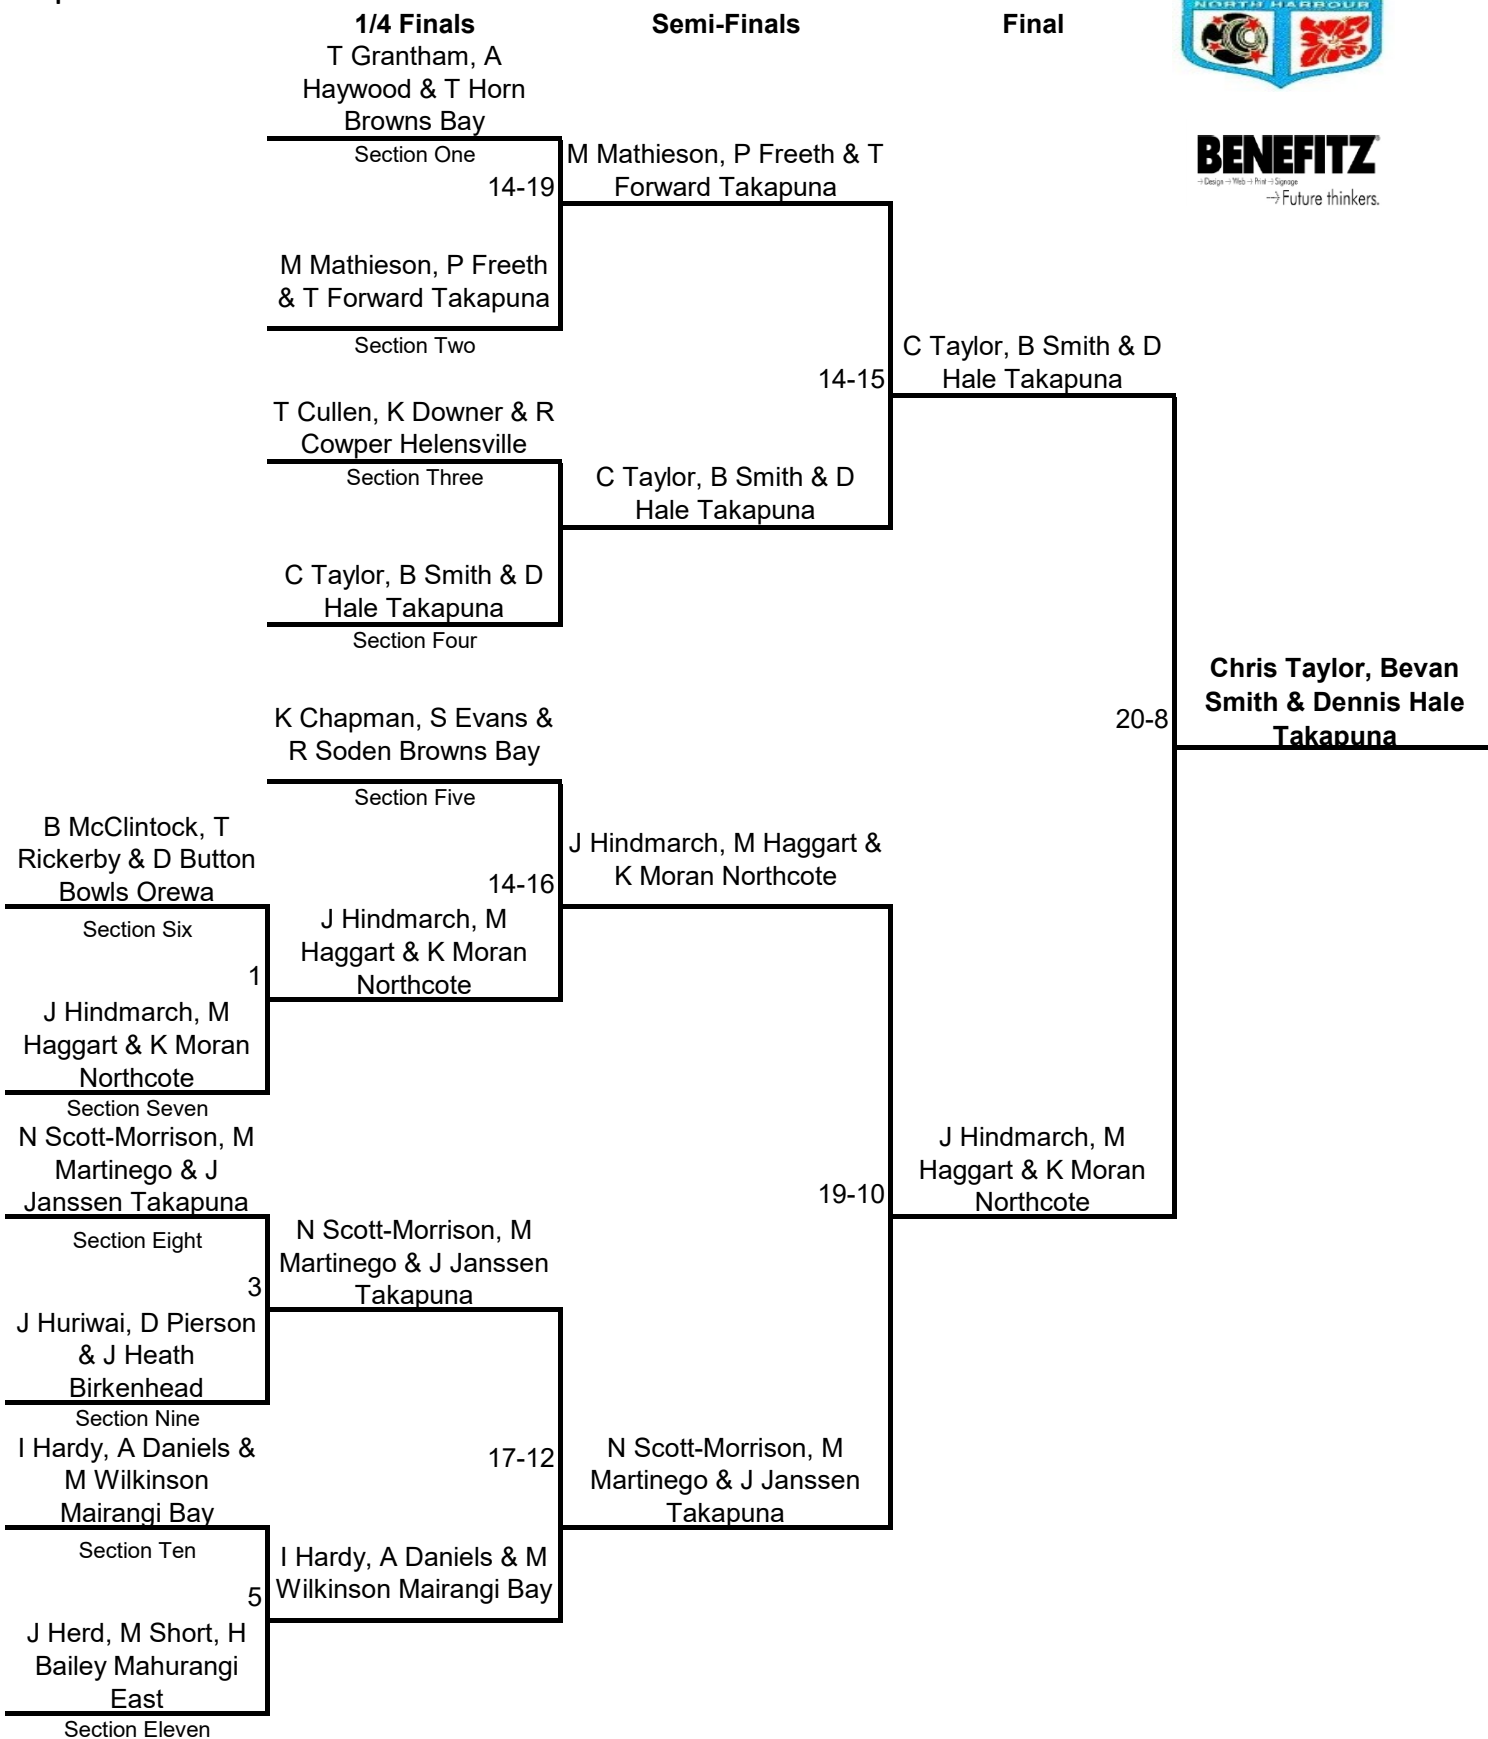 1/4 Finals
Semi-Finals
Final
NORTH HARBOUR
BENEFITZ
→Design →Web →Print →Signage
→Future thinkers.
T Grantham, A
Haywood & T Horn
Browns Bay
Section One
14-19
M Mathieson, P Freeth
& T Forward Takapuna
Section Two
M Mathieson, P Freeth & T
Forward Takapuna
T Cullen, K Downer & R
Cowper Helensville
Section Three
C Taylor, B Smith & D
Hale Takapuna
Section Four
C Taylor, B Smith & D
Hale Takapuna
14-15
C Taylor, B Smith & D
Hale Takapuna
K Chapman, S Evans &
R Soden Browns Bay
Section Five
B McClintock, T
Rickerby & D Button
Bowls Orewa
Section Six
1
J Hindmarch, M
Haggart & K Moran
Northcote
Section Seven
14-16
J Hindmarch, M
Haggart & K Moran
Northcote
J Hindmarch, M Haggart &
K Moran Northcote
N Scott-Morrison, M
Martinego & J
Janssen Takapuna
Section Eight
3
J Huriwai, D Pierson
& J Heath
Birkenhead
Section Nine
N Scott-Morrison, M
Martinego & J Janssen
Takapuna
I Hardy, A Daniels &
M Wilkinson
Mairangi Bay
Section Ten
5
J Herd, M Short, H
Bailey Mahurangi
East
Section Eleven
17-12
I Hardy, A Daniels & M
Wilkinson Mairangi Bay
N Scott-Morrison, M
Martinego & J Janssen
Takapuna
19-10
J Hindmarch, M
Haggart & K Moran
Northcote
20-8
Chris Taylor, Bevan
Smith & Dennis Hale
Takapuna